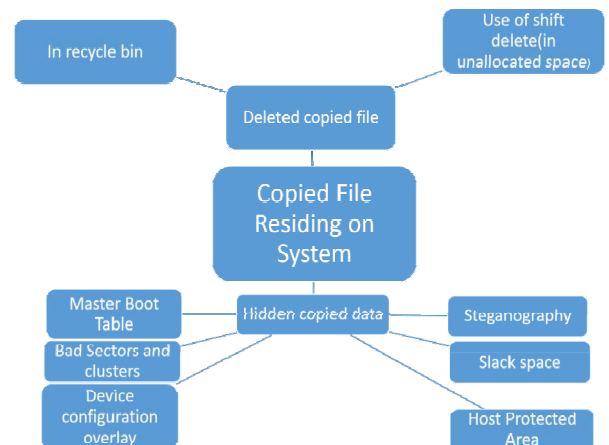 In recycle bin
Use of shift
delete(in
unallocated space)
Deleted copied file
Copied File
Residing on
System
Master Boot
Table
Hidden copied data
Steganography
Bad Sectors and
clusters
Slack space
Device
configuration
overlay
Host Protected
Area